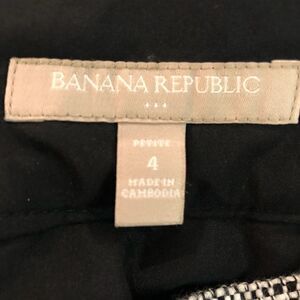 BANANA REPUBLIC
PETITE
4
MADE IN
CAMBODIA